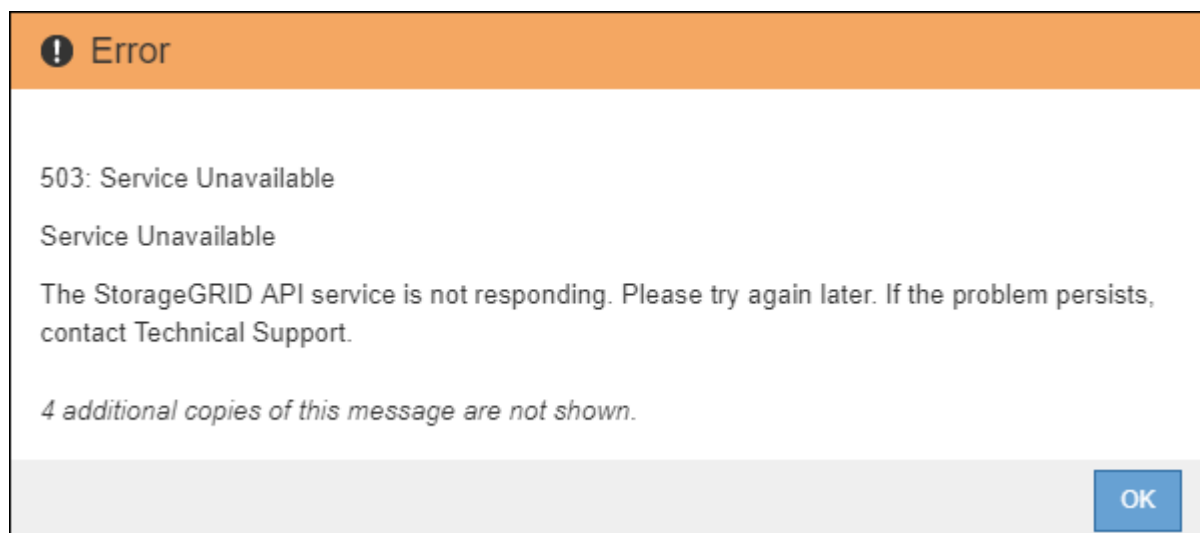 Error
503: Service Unavailable
Service Unavailable
The StorageGRID API service is not responding. Please try again later. If the problem persists,
contact Technical Support.
4 additional copies of this message are not shown.
OK